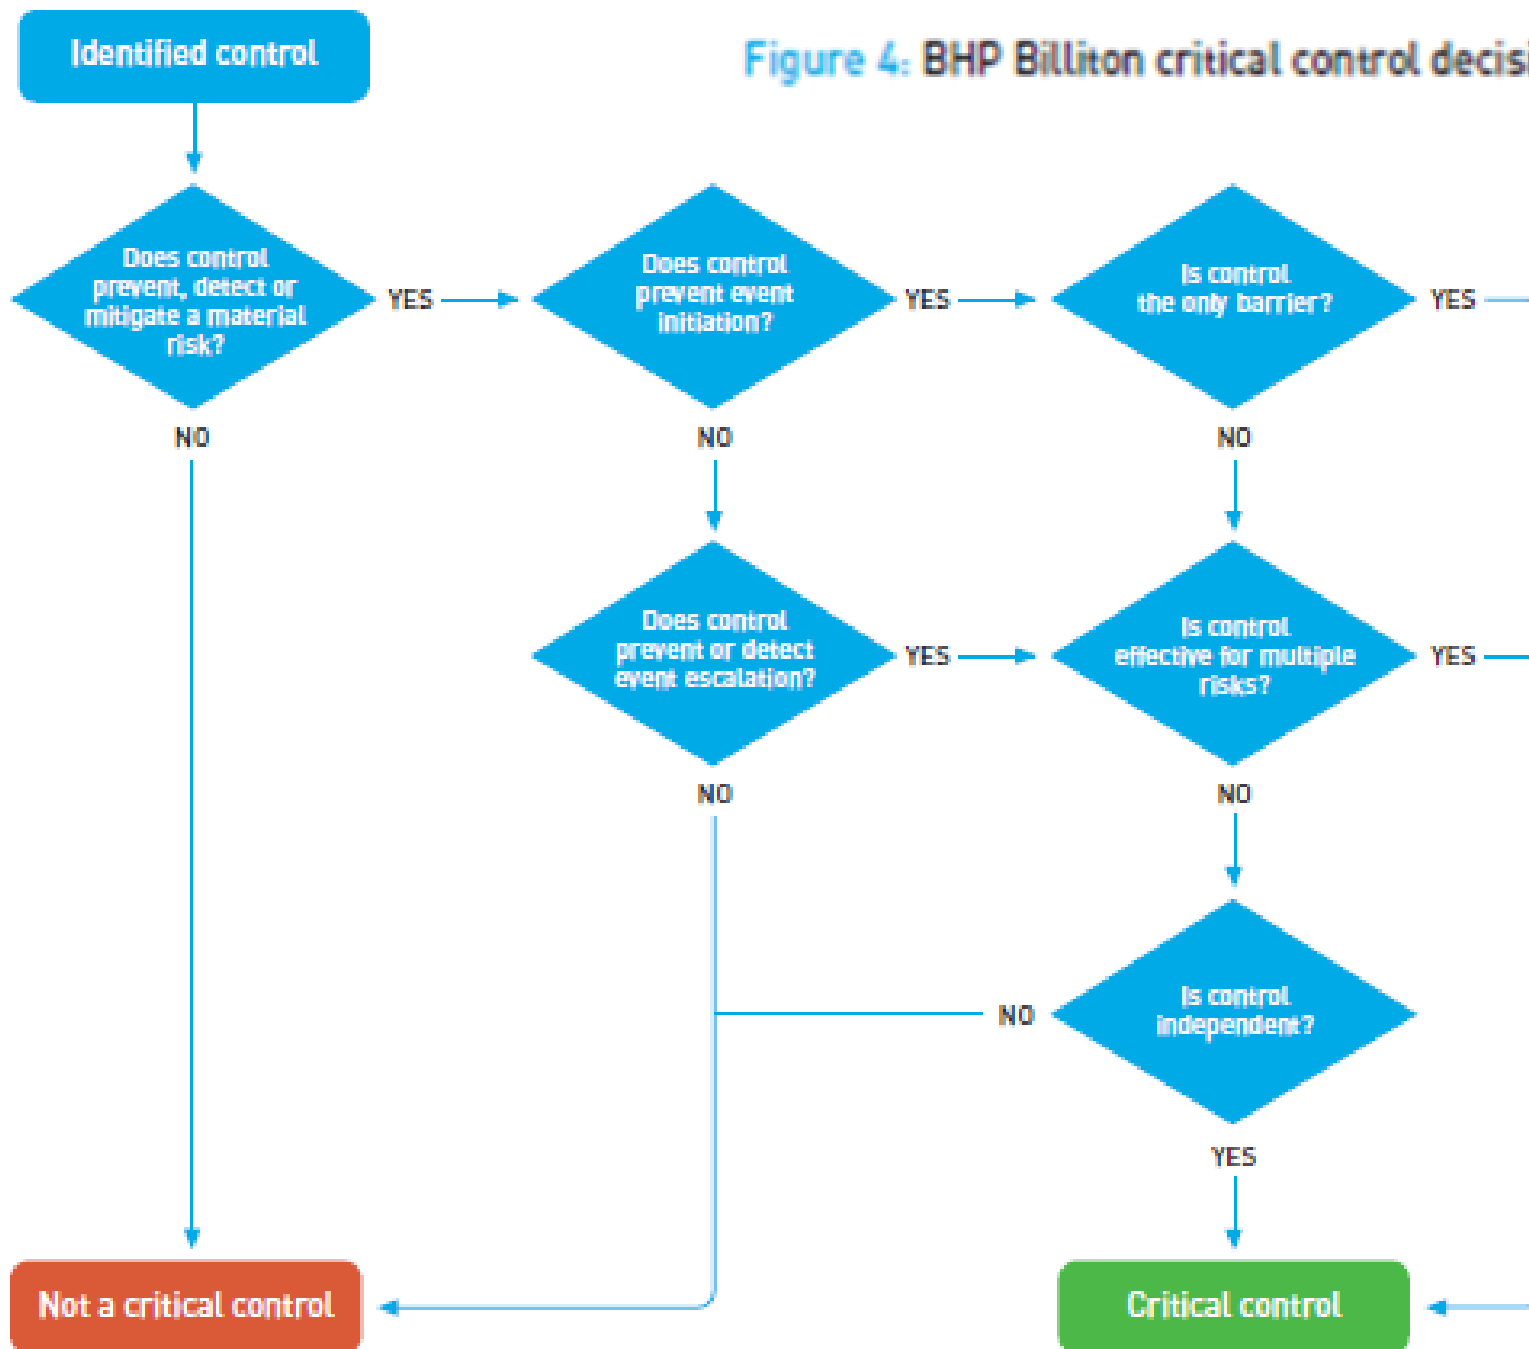 Identified control
Figure 4: BHP Billiton critical control decisi
Does control
prevent, detect or
mitigate a material
risk?
YES
Does control
prevent event
initiation?
YES
Is control
the only barrier?
YES
NO
NO
NO
Does control
prevent or detect
event escalation?
YES
Is control
effective for multiple
risks?
YES
NO
NO
Is control
independent?
NO
YES
Not a critical control
Critical control